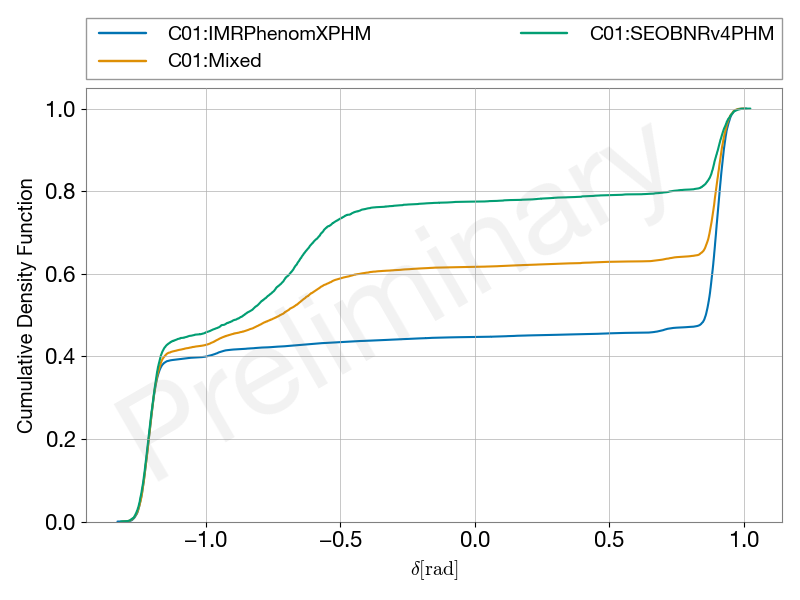 C01:IMRPhenomXPHM
C01:Mixed
C01:SEOBNRv4PHM
1.0
0.8
0.6
0.4
0.2
0.0
Cumulative Density Function
Preliminary
−1.0 −0.5 0.0 0.5 1.0
δ[rad]